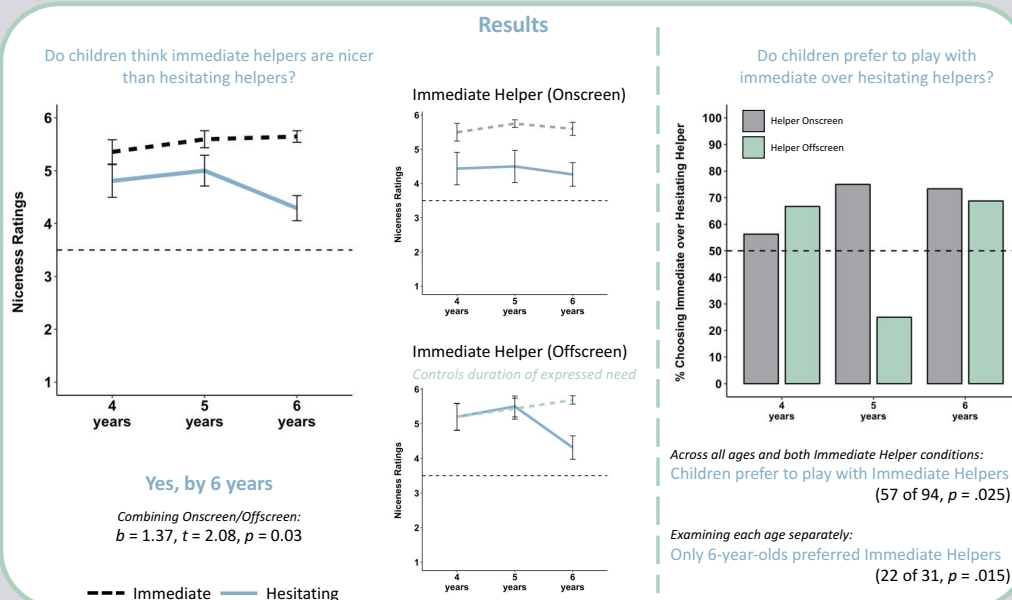 Results
Do children think immediate helpers are nicer
than hesitating helpers?
Niceness Ratings
6
5
4
3
2
1
4
years
5
years
6
years
Yes, by 6 years
Combining Onscreen/Offscreen:
b = 1.37, t = 2.08, p = 0.03
Immediate
Hesitating
Immediate Helper (Onscreen)
Niceness Ratings
6
5
4
3
2
1
4
years
5
years
6
years
Immediate Helper (Offscreen)
Controls duration of expressed need
Niceness Ratings
6
5
4
3
2
1
4
years
5
years
6
years
Do children prefer to play with
immediate over hesitating helpers?
% Choosing Immediate over Hesitating Helper
100
90
80
70
60
50
40
30
20
10
0
Helper Onscreen
Helper Offscreen
4
years
5
years
6
years
Across all ages and both Immediate Helper conditions:
Children prefer to play with Immediate Helpers
(57 of 94, p = .025)
Examining each age separately:
Only 6-year-olds preferred Immediate Helpers
(22 of 31, p = .015)